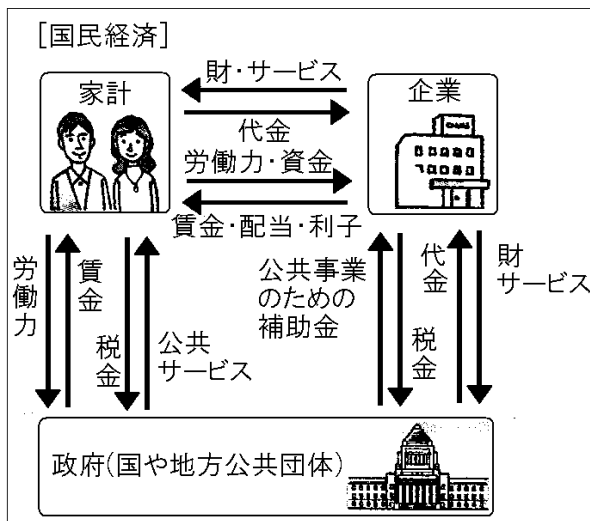 [国民経済]
財・サービス
家計
企業
代金
労働力・資金
賃金・配当・利子
労働力
賃金
税金
公共
サービス
公共事業
のための
補助金
税金
代金
財
サービス
政府(国や地方公共団体)